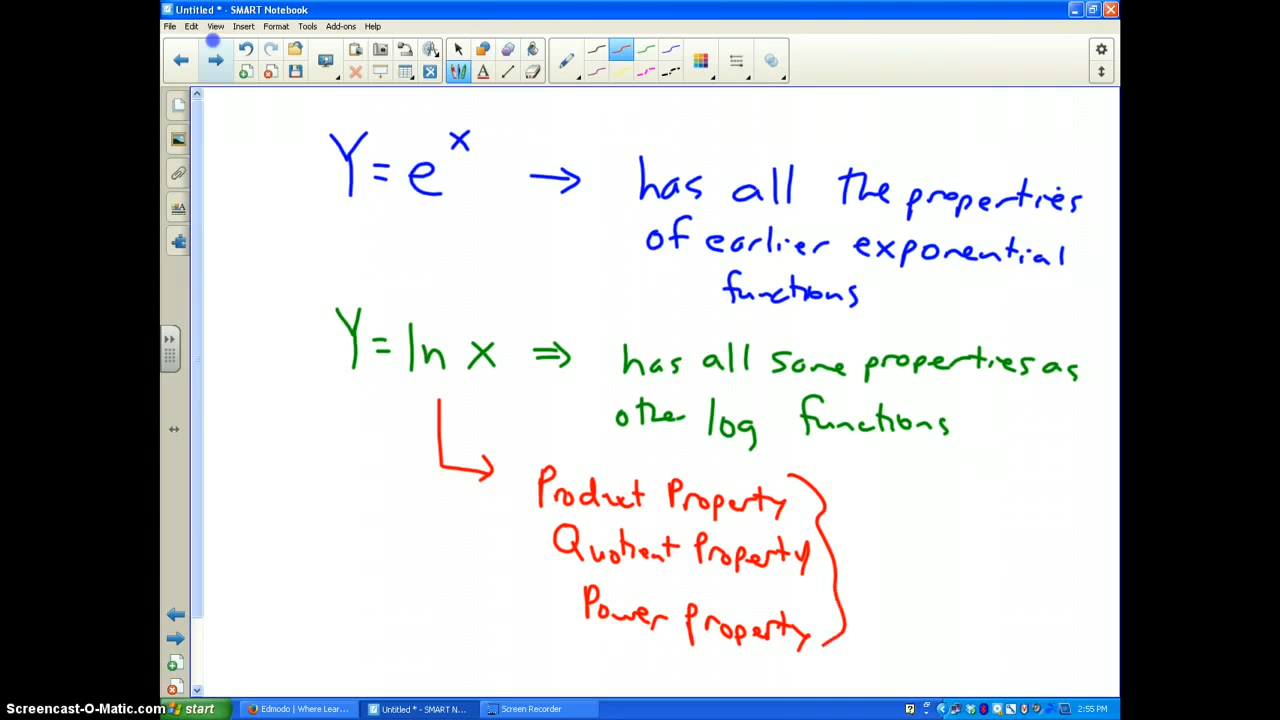 Untitled * - SMART Notebook
File Edit View Insert Format Tools Add-ons Help
Y = e^x → has all the properties
of earlier exponential
functions
Y = ln x ⇒ has all same properties as
other log functions
Product Property
Quotient Property
Power Property
Screencast-O-Matic.com
start
Edmodo | Where Lear...
Untitled * - SMART N...
Screen Recorder
2:55 PM